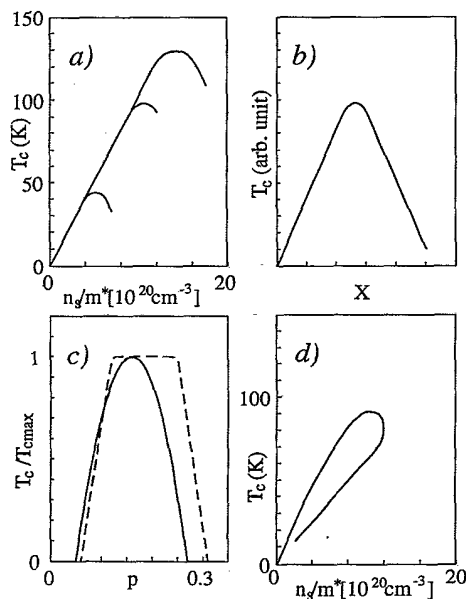 150
100
50
0
T_c (K)
a)
0
20
n_s/m*[10^20cm^-3]
b)
T_c (arb. unit)
X
c)
1
0
T_c/T_cmax
0
p
0.3
d)
100
0
T_c (K)
0
20
n_s/m*[10^20cm^-3]